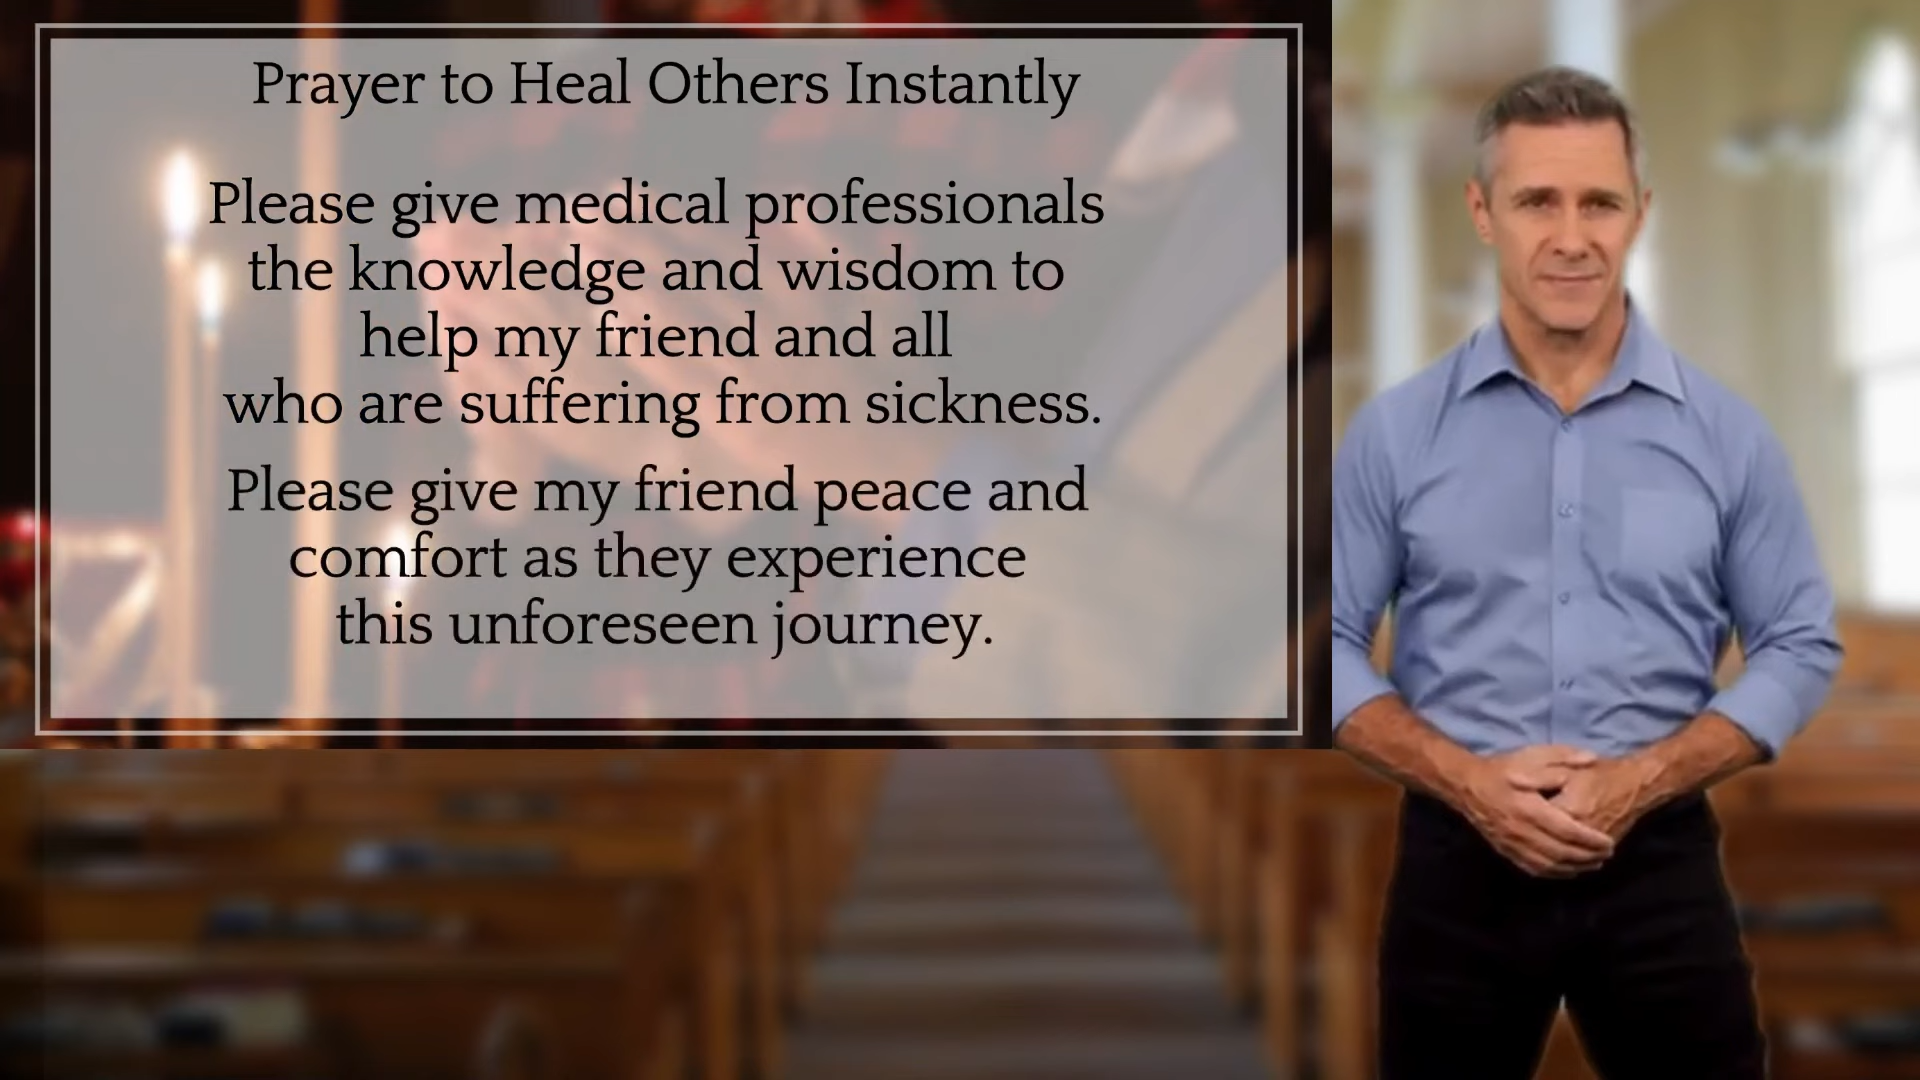 Prayer to Heal Others Instantly
Please give medical professionals
the knowledge and wisdom to
help my friend and all
who are suffering from sickness.
Please give my friend peace and
comfort as they experience
this unforeseen journey.